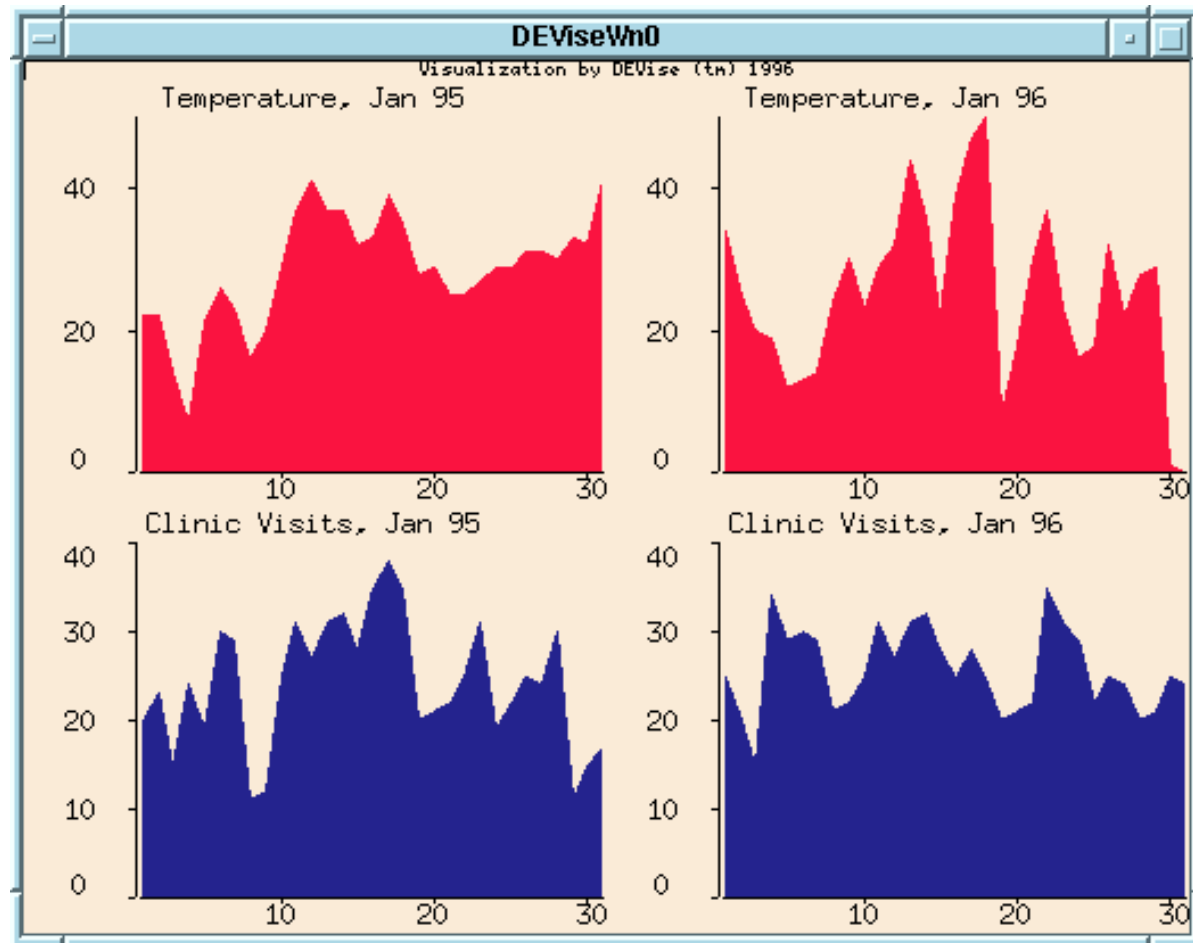 DEViseWn0
Visualization by DEVise (tm) 1996
Temperature, Jan 95
40
20
0
10 20 30
Temperature, Jan 96
40
20
0
10 20 30
Clinic Visits, Jan 95
40
30
20
10
0
10 20 30
Clinic Visits, Jan 96
40
30
20
10
0
10 20 30